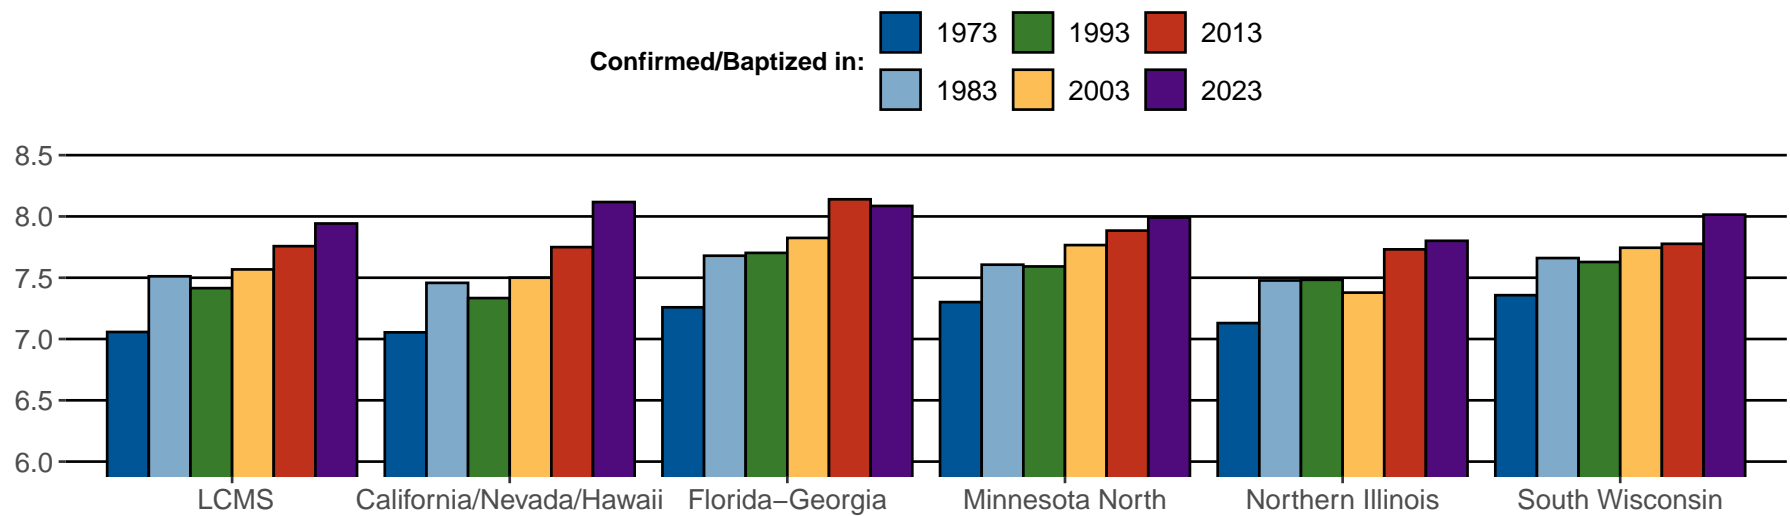 Confirmed/Baptized in:
1973 1993 2013
1983 2003 2023
8.5
8.0
7.5
7.0
6.5
6.0
LCMS California/Nevada/Hawaii Florida−Georgia Minnesota North Northern Illinois South Wisconsin